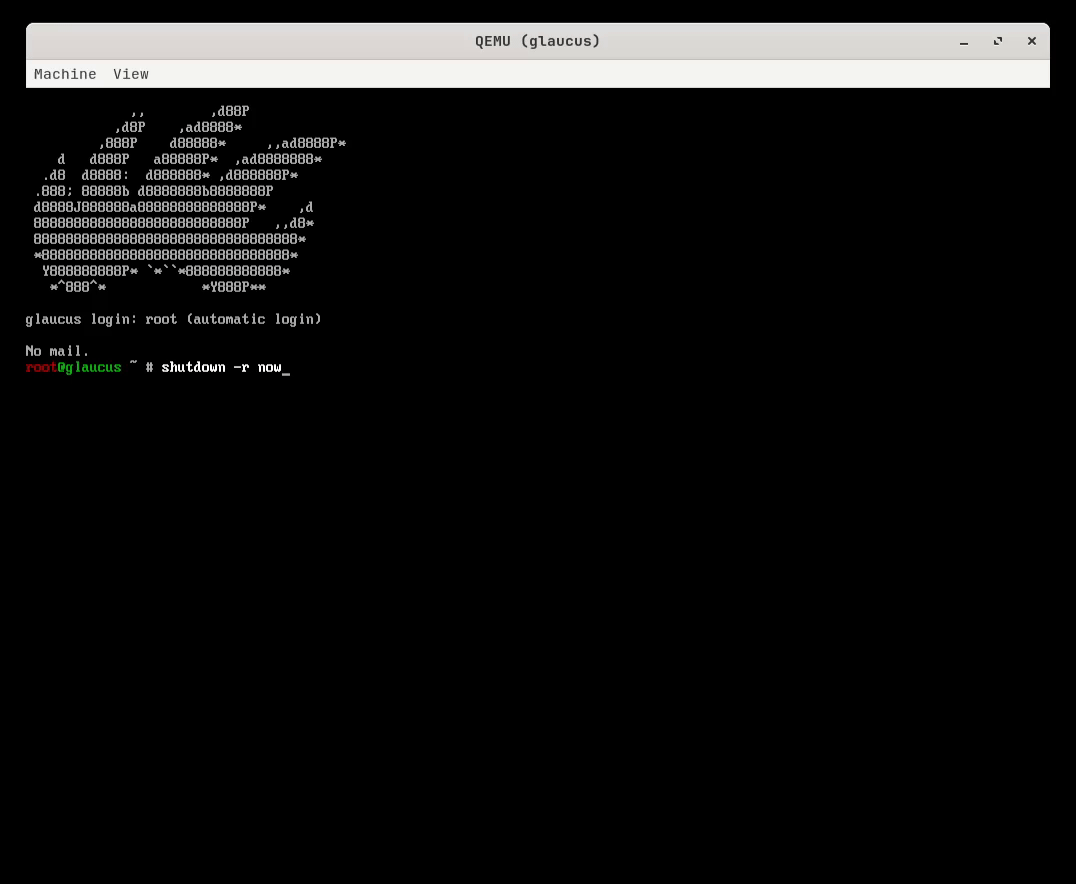 QEMU (glaucus)
Machine View
              ,,        ,d88P
            ,d8P    ,ad8888*
          ,888P    d88888*     ,,ad8888P*
     d   d888P   a88888P*  ,ad8888888*
   .d8  d8888:  d888888* ,d888888P*
  .888; 88888b d8888888b8888888P
  d8888J888888a88888888888888P*    ,d
  88888888888888888888888888P   ,,d8*
  888888888888888888888888888888888*
  *8888888888888888888888888888888*
   Y888888888P* `*``*888888888888*
    *^888^*            *Y888P**
glaucus login: root (automatic login)
No mail.
root@glaucus ~ # shutdown -r now_